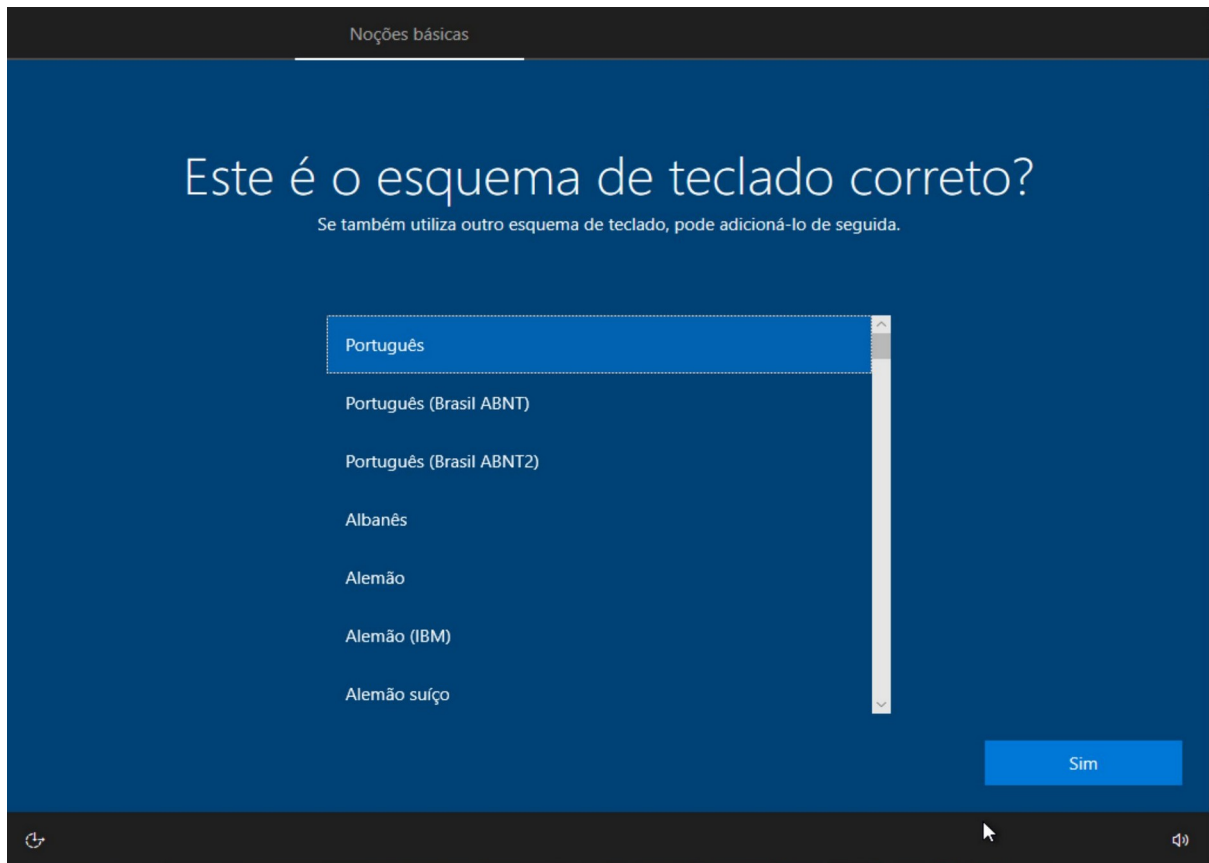 Noções básicas
Este é o esquema de teclado correto?
Se também utiliza outro esquema de teclado, pode adicioná-lo de seguida.
Português
Português (Brasil ABNT)
Português (Brasil ABNT2)
Albanês
Alemão
Alemão (IBM)
Alemão suíço
Sim